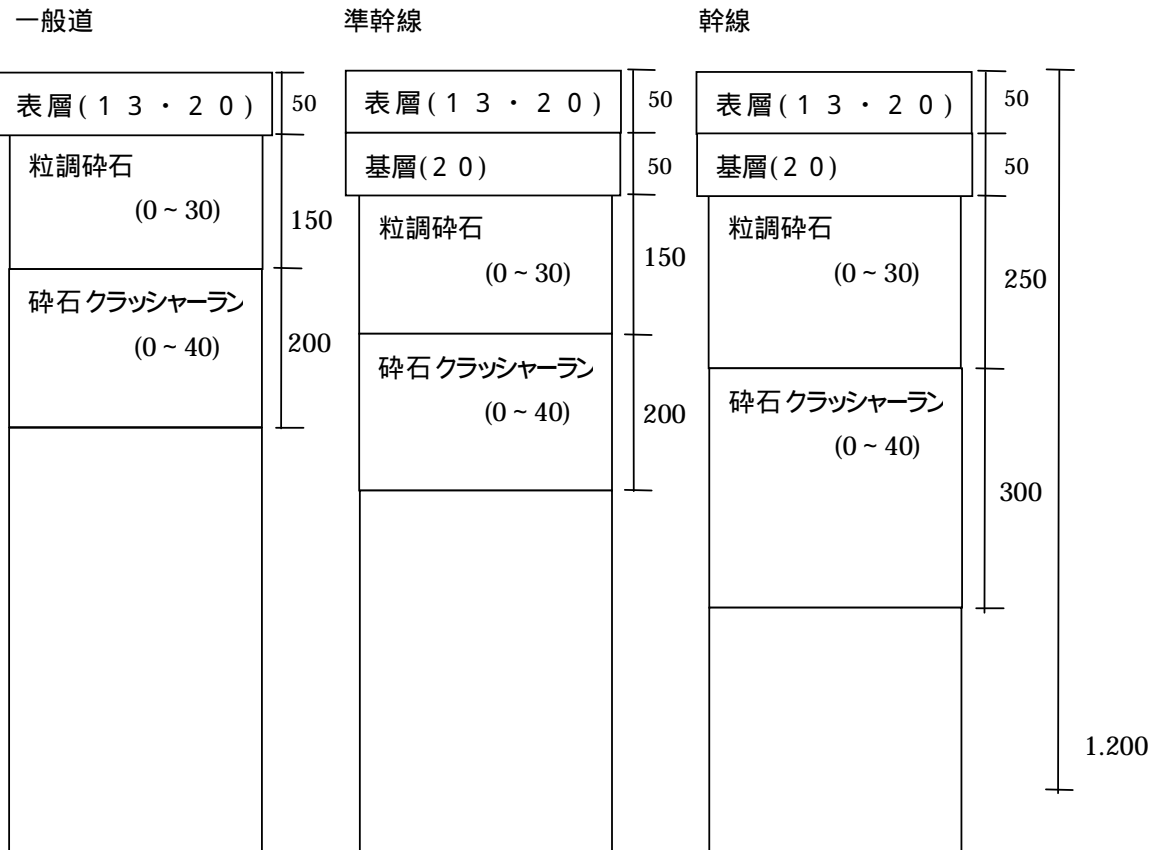 一般道
表層(13・20)
50
粒調砕石
(0~30)
150
砕石クラッシャーラン
(0~40)
200
準幹線
表層(13・20)
50
基層(20)
50
粒調砕石
(0~30)
150
砕石クラッシャーラン
(0~40)
200
幹線
表層(13・20)
50
基層(20)
50
粒調砕石
(0~30)
250
砕石クラッシャーラン
(0~40)
300
1.200